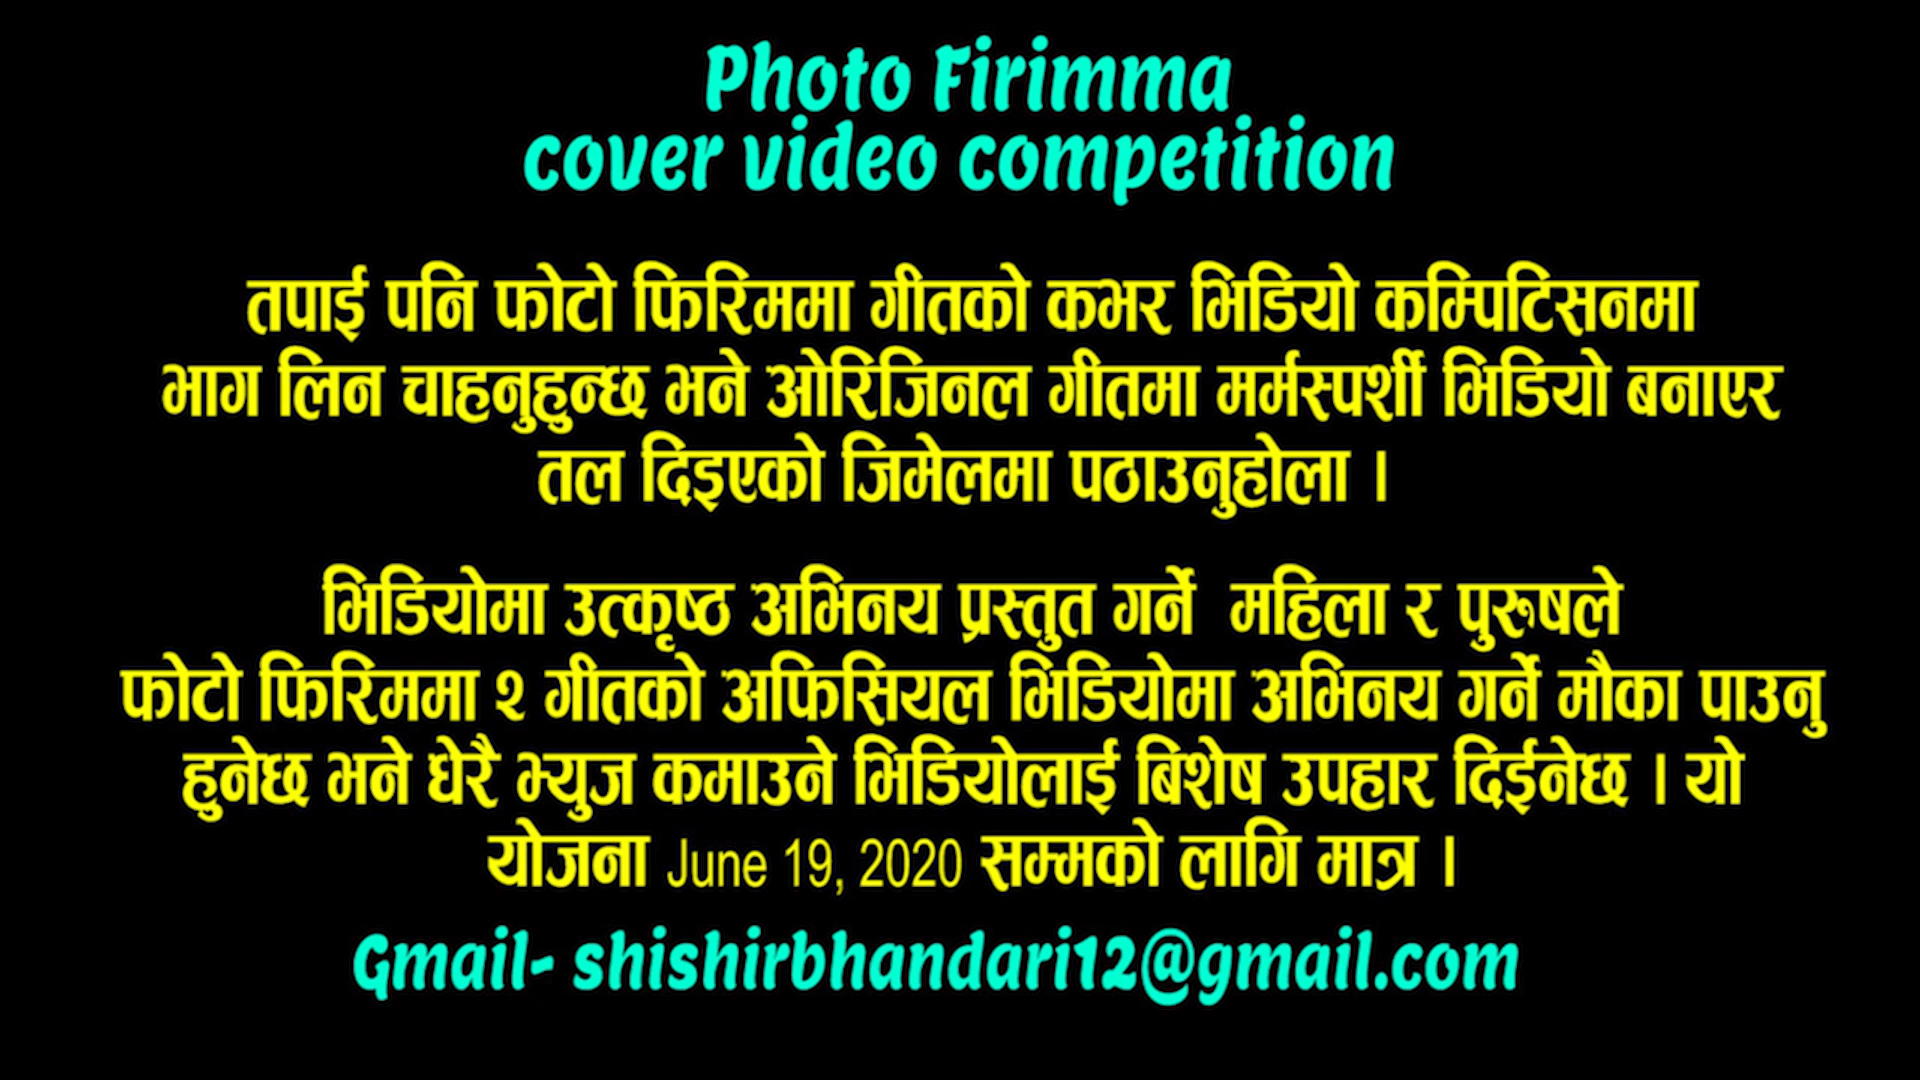 Photo Firimma
cover video competition
तपाई पनि फोटो फिरिममा गीतको कभर भिडियो कम्पिटिसनमा
भाग लिन चाहनुहुन्छ भने ओरिजिनल गीतमा मर्मस्पर्शी भिडियो बनाएर
तल दिइएको जिमेलमा पठाउनुहोला ।
भिडियोमा उत्कृष्ठ अभिनय प्रस्तुत गर्ने महिला र पुरुषले
फोटो फिरिममा २ गीतको अफिसियल भिडियोमा अभिनय गर्ने मौका पाउनु
हुनेछ भने धेरै भ्युज कमाउने भिडियोलाई बिशेष उपहार दिईनेछ । यो
योजना June 19, 2020 सम्मको लागि मात्र ।
Gmail- shishirbhandari12@gmail.com